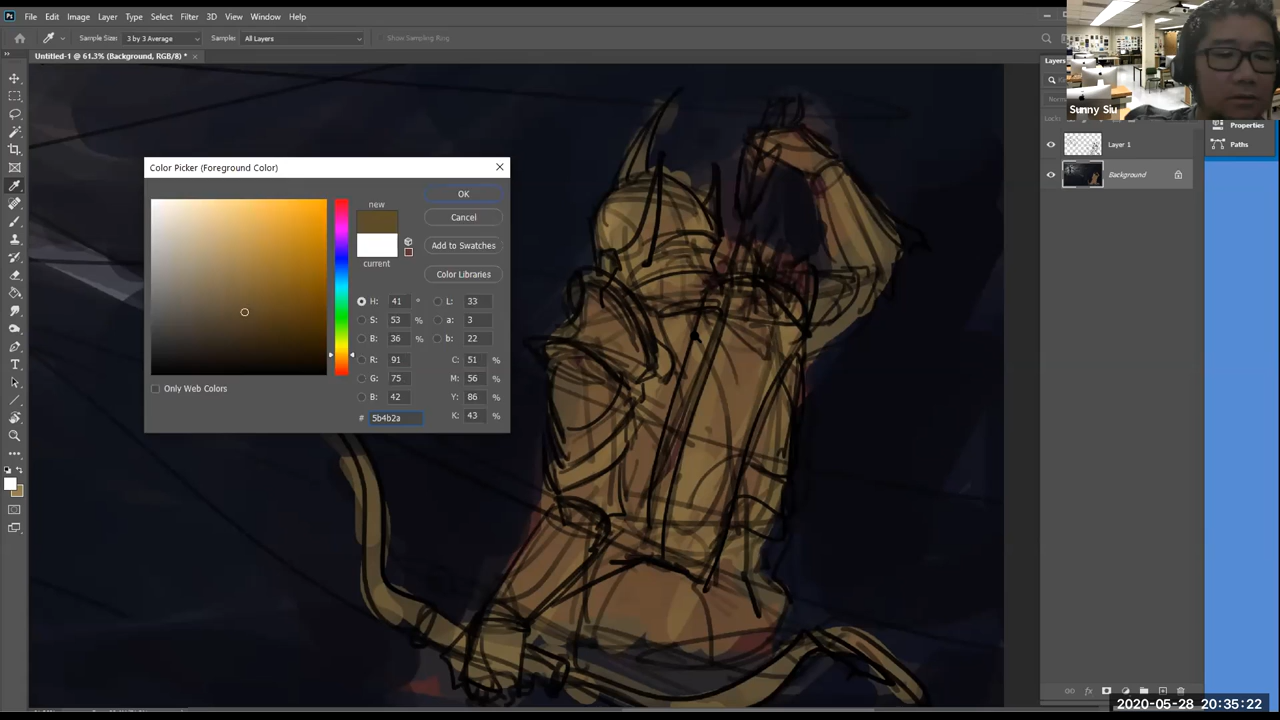 Ps File Edit Image Layer Type Select Filter 3D View Window Help
Sample Size: 3 by 3 Average Sample: All Layers Show Sampling Ring
Untitled-1 @ 61.3% (Background, RGB/8) * ×
Sunny Siu
Layers
Properties
Paths
Layer 1
Background
Color Picker (Foreground Color)
new
current
OK
Cancel
Add to Swatches
Color Libraries
H: 41 °
S: 53 %
B: 36 %
R: 91
G: 75
B: 42
L: 33
a: 3
b: 22
C: 51 %
M: 56 %
Y: 86 %
K: 43 %
# 5b4b2a
Only Web Colors
fx
2020-05-28 20:35:22